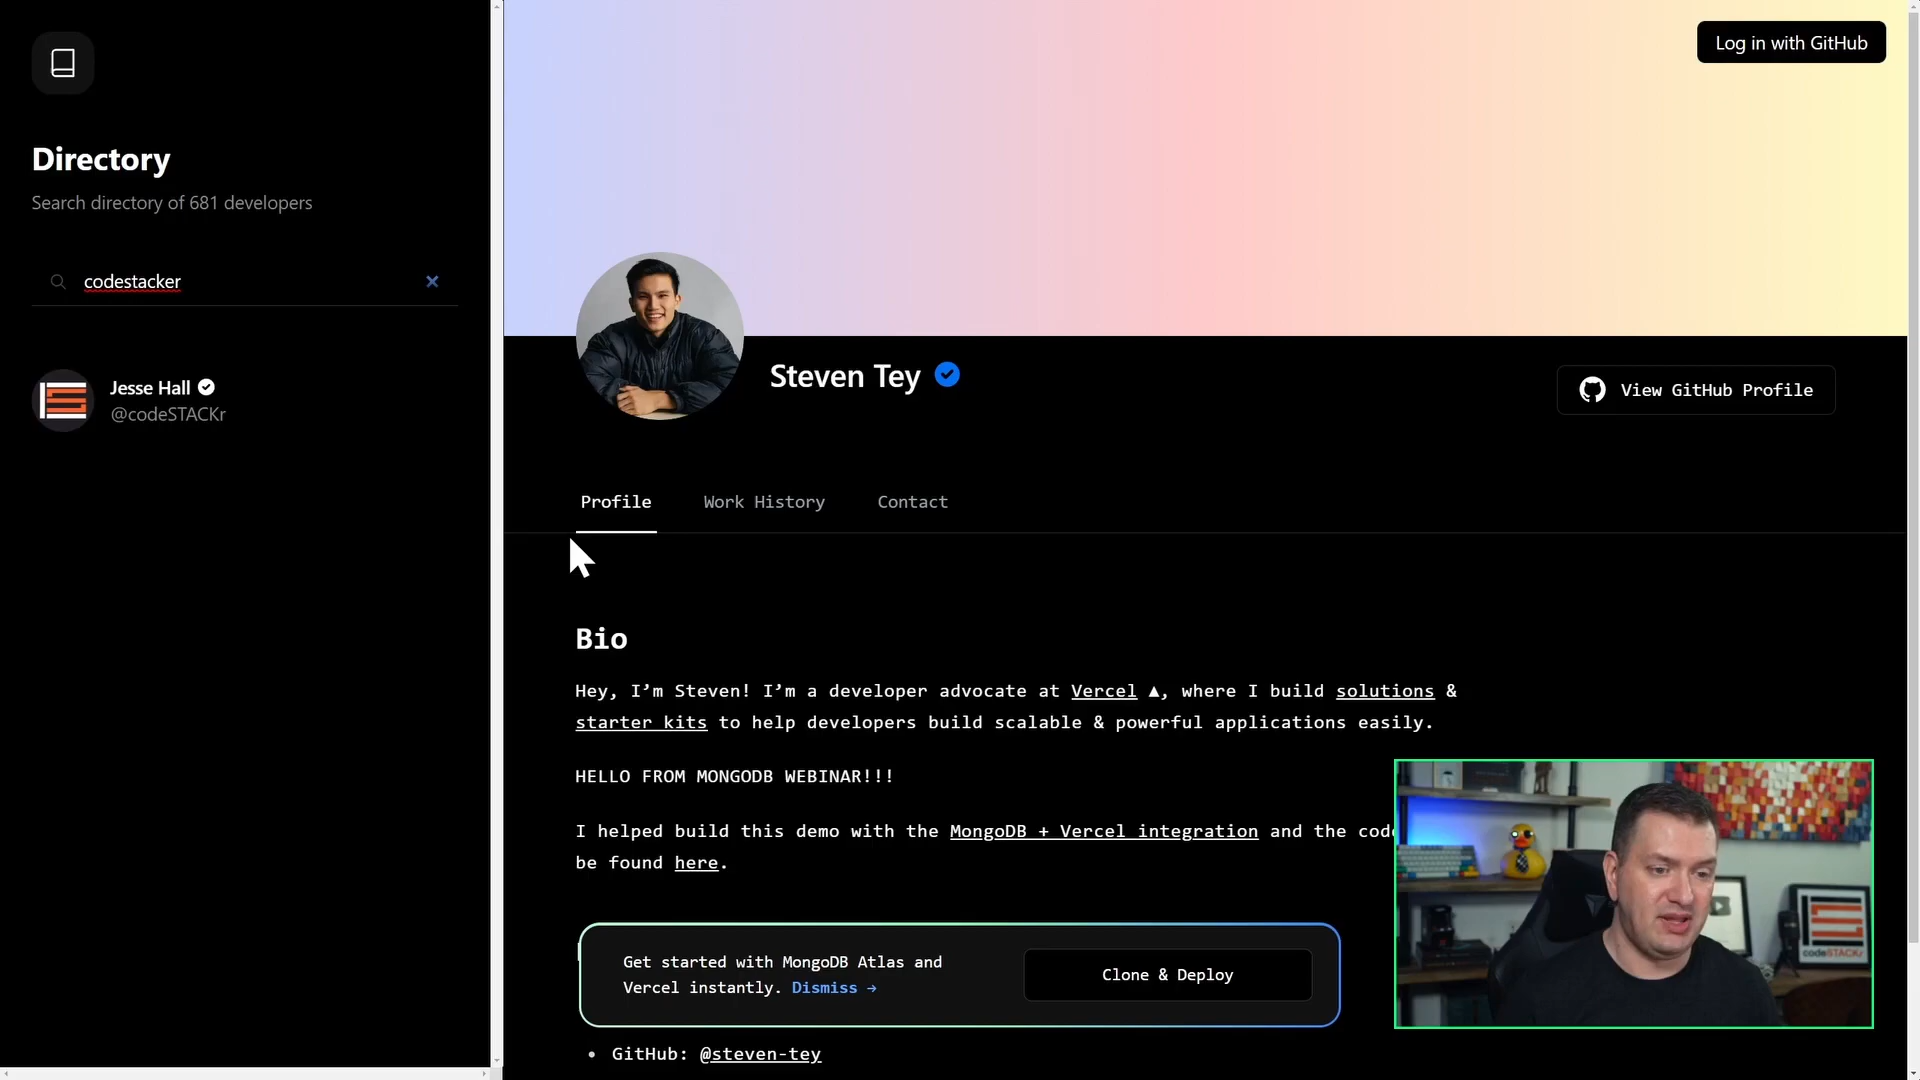 Directory
Search directory of 681 developers
codestacker
Jesse Hall
@codeSTACKr
Log in with GitHub
Steven Tey
View GitHub Profile
Profile
Work History
Contact
Bio
Hey, I’m Steven! I’m a developer advocate at Vercel ▲, where I build solutions &
starter kits to help developers build scalable & powerful applications easily.
HELLO FROM MONGODB WEBINAR!!!
I helped build this demo with the MongoDB + Vercel integration and the code
be found here.
Get started with MongoDB Atlas and
Vercel instantly. Dismiss →
Clone & Deploy
• GitHub: @steven-tey
codeSTACKr